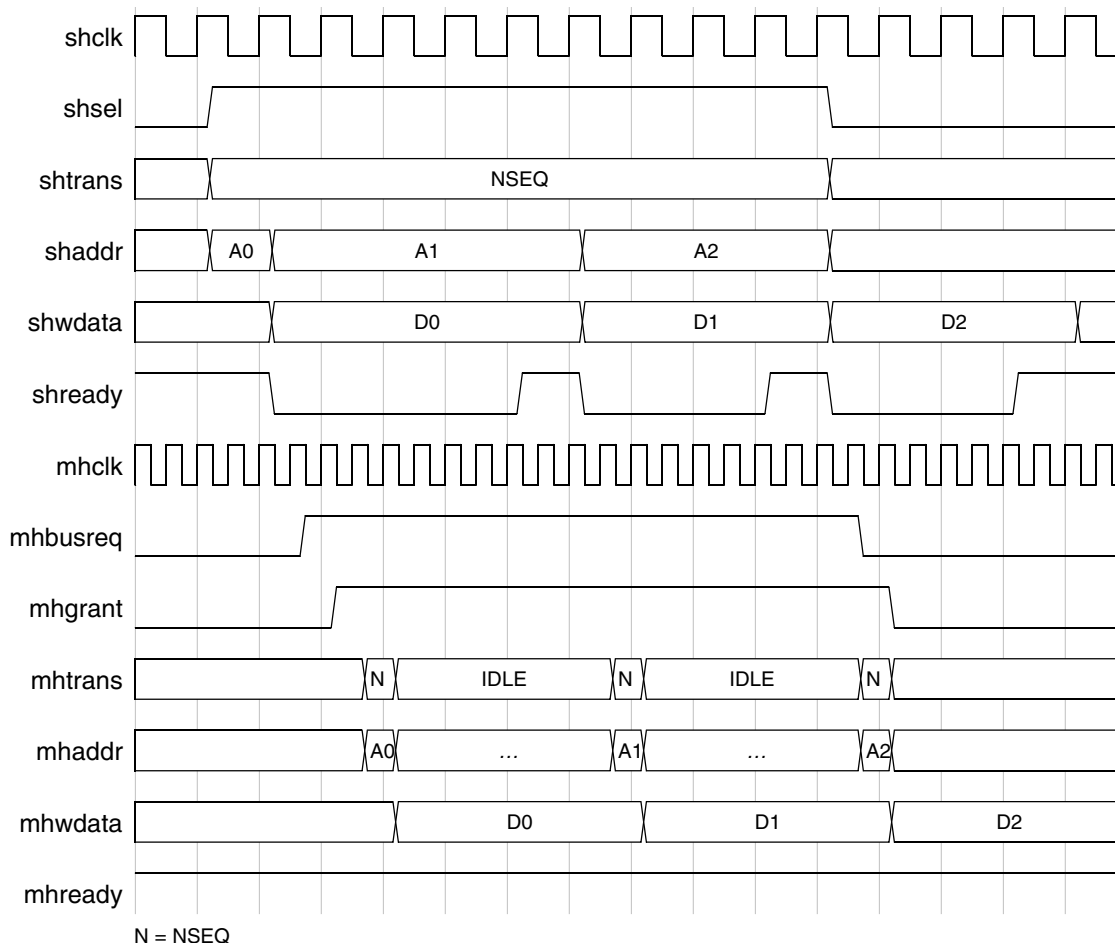 shclk
shsel
shtrans NSEQ
shaddr A0 A1 A2
shwdata D0 D1 D2
shready
mhclk
mhbusreq
mhgrant
mhtrans N IDLE N IDLE N
mhaddr A0 ... A1 ... A2
mhwdata D0 D1 D2
mhready
N = NSEQ